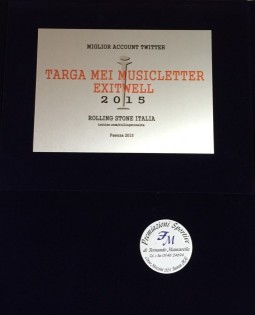 MIGLIOR ACCOUNT TWITTER
TARGA MEI MUSICLETTER
EXITWELL
2015
ROLLING STONE ITALIA
Faenza 2015
Premiazioni Sportive
FM